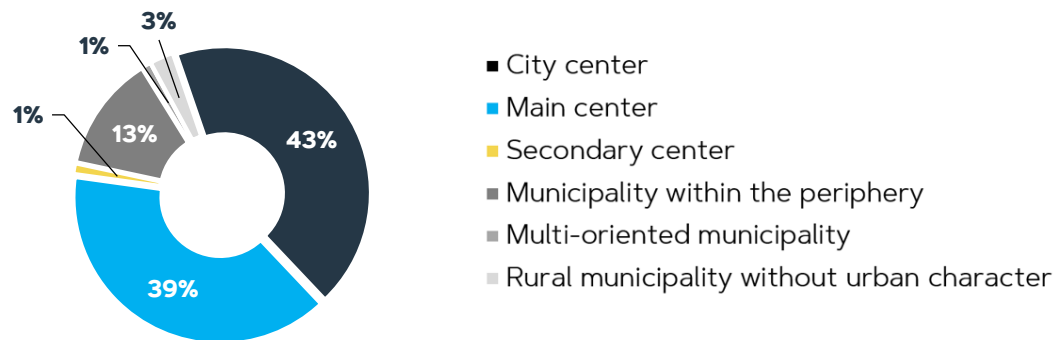 3%
1%
1%
13%
43%
39%
City center
Main center
Secondary center
Municipality within the periphery
Multi-oriented municipality
Rural municipality without urban character